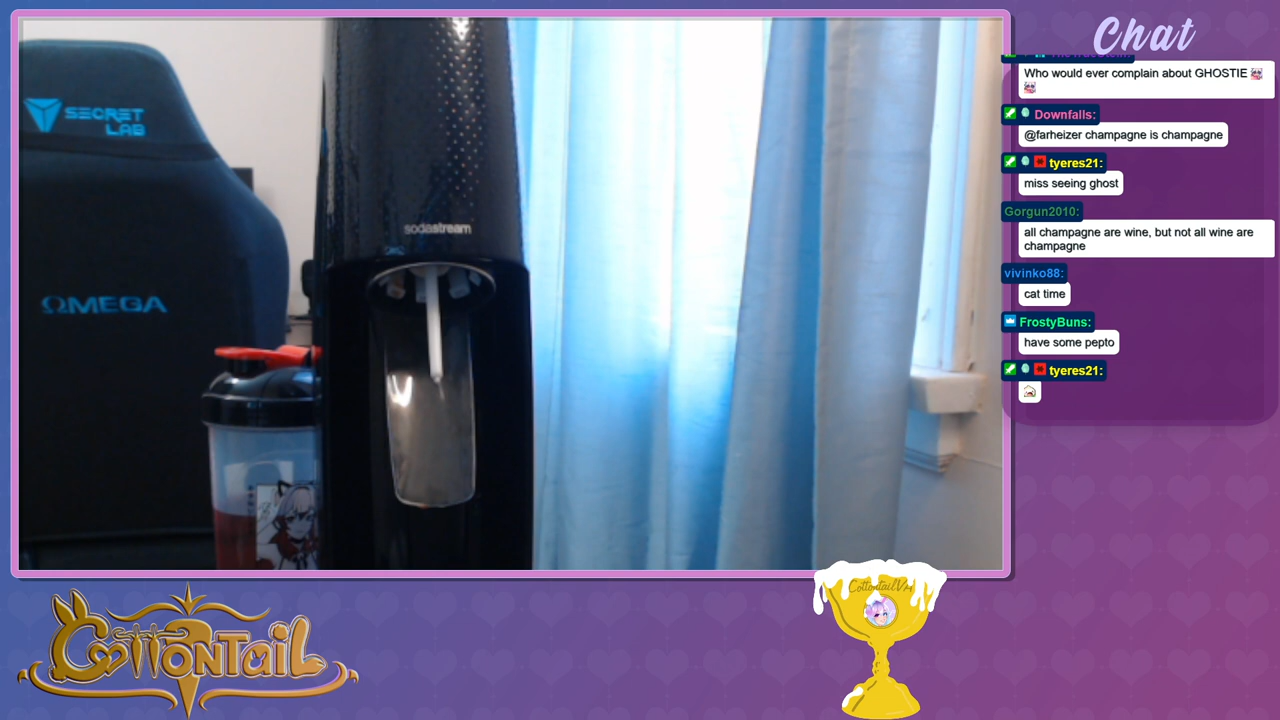 SECRET
LAB
OMEGA
sodastream
Chat
Who would ever complain about GHOSTIE
Downfalls:
@farheizer champagne is champagne
tyeres21:
miss seeing ghost
Gorgun2010:
all champagne are wine, but not all wine are
champagne
vivinko88:
cat time
FrostyBuns:
have some pepto
tyeres21:
CottonTail
CottontailVA